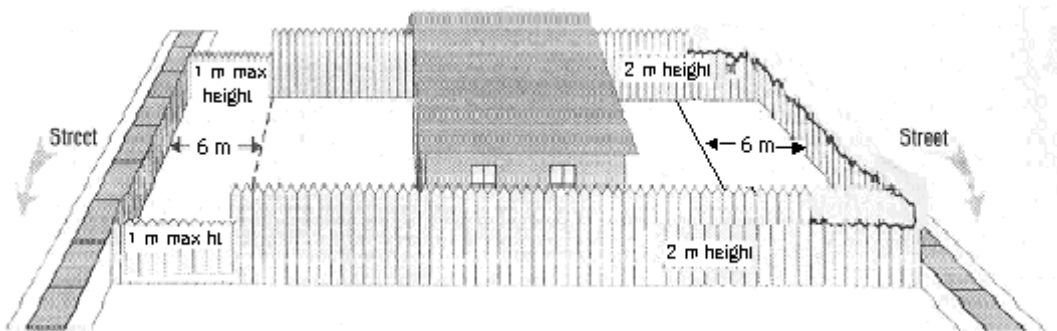 1 m max
height
2 m height
Street
6 m
6 m
Street
1 m max ht
2 m height